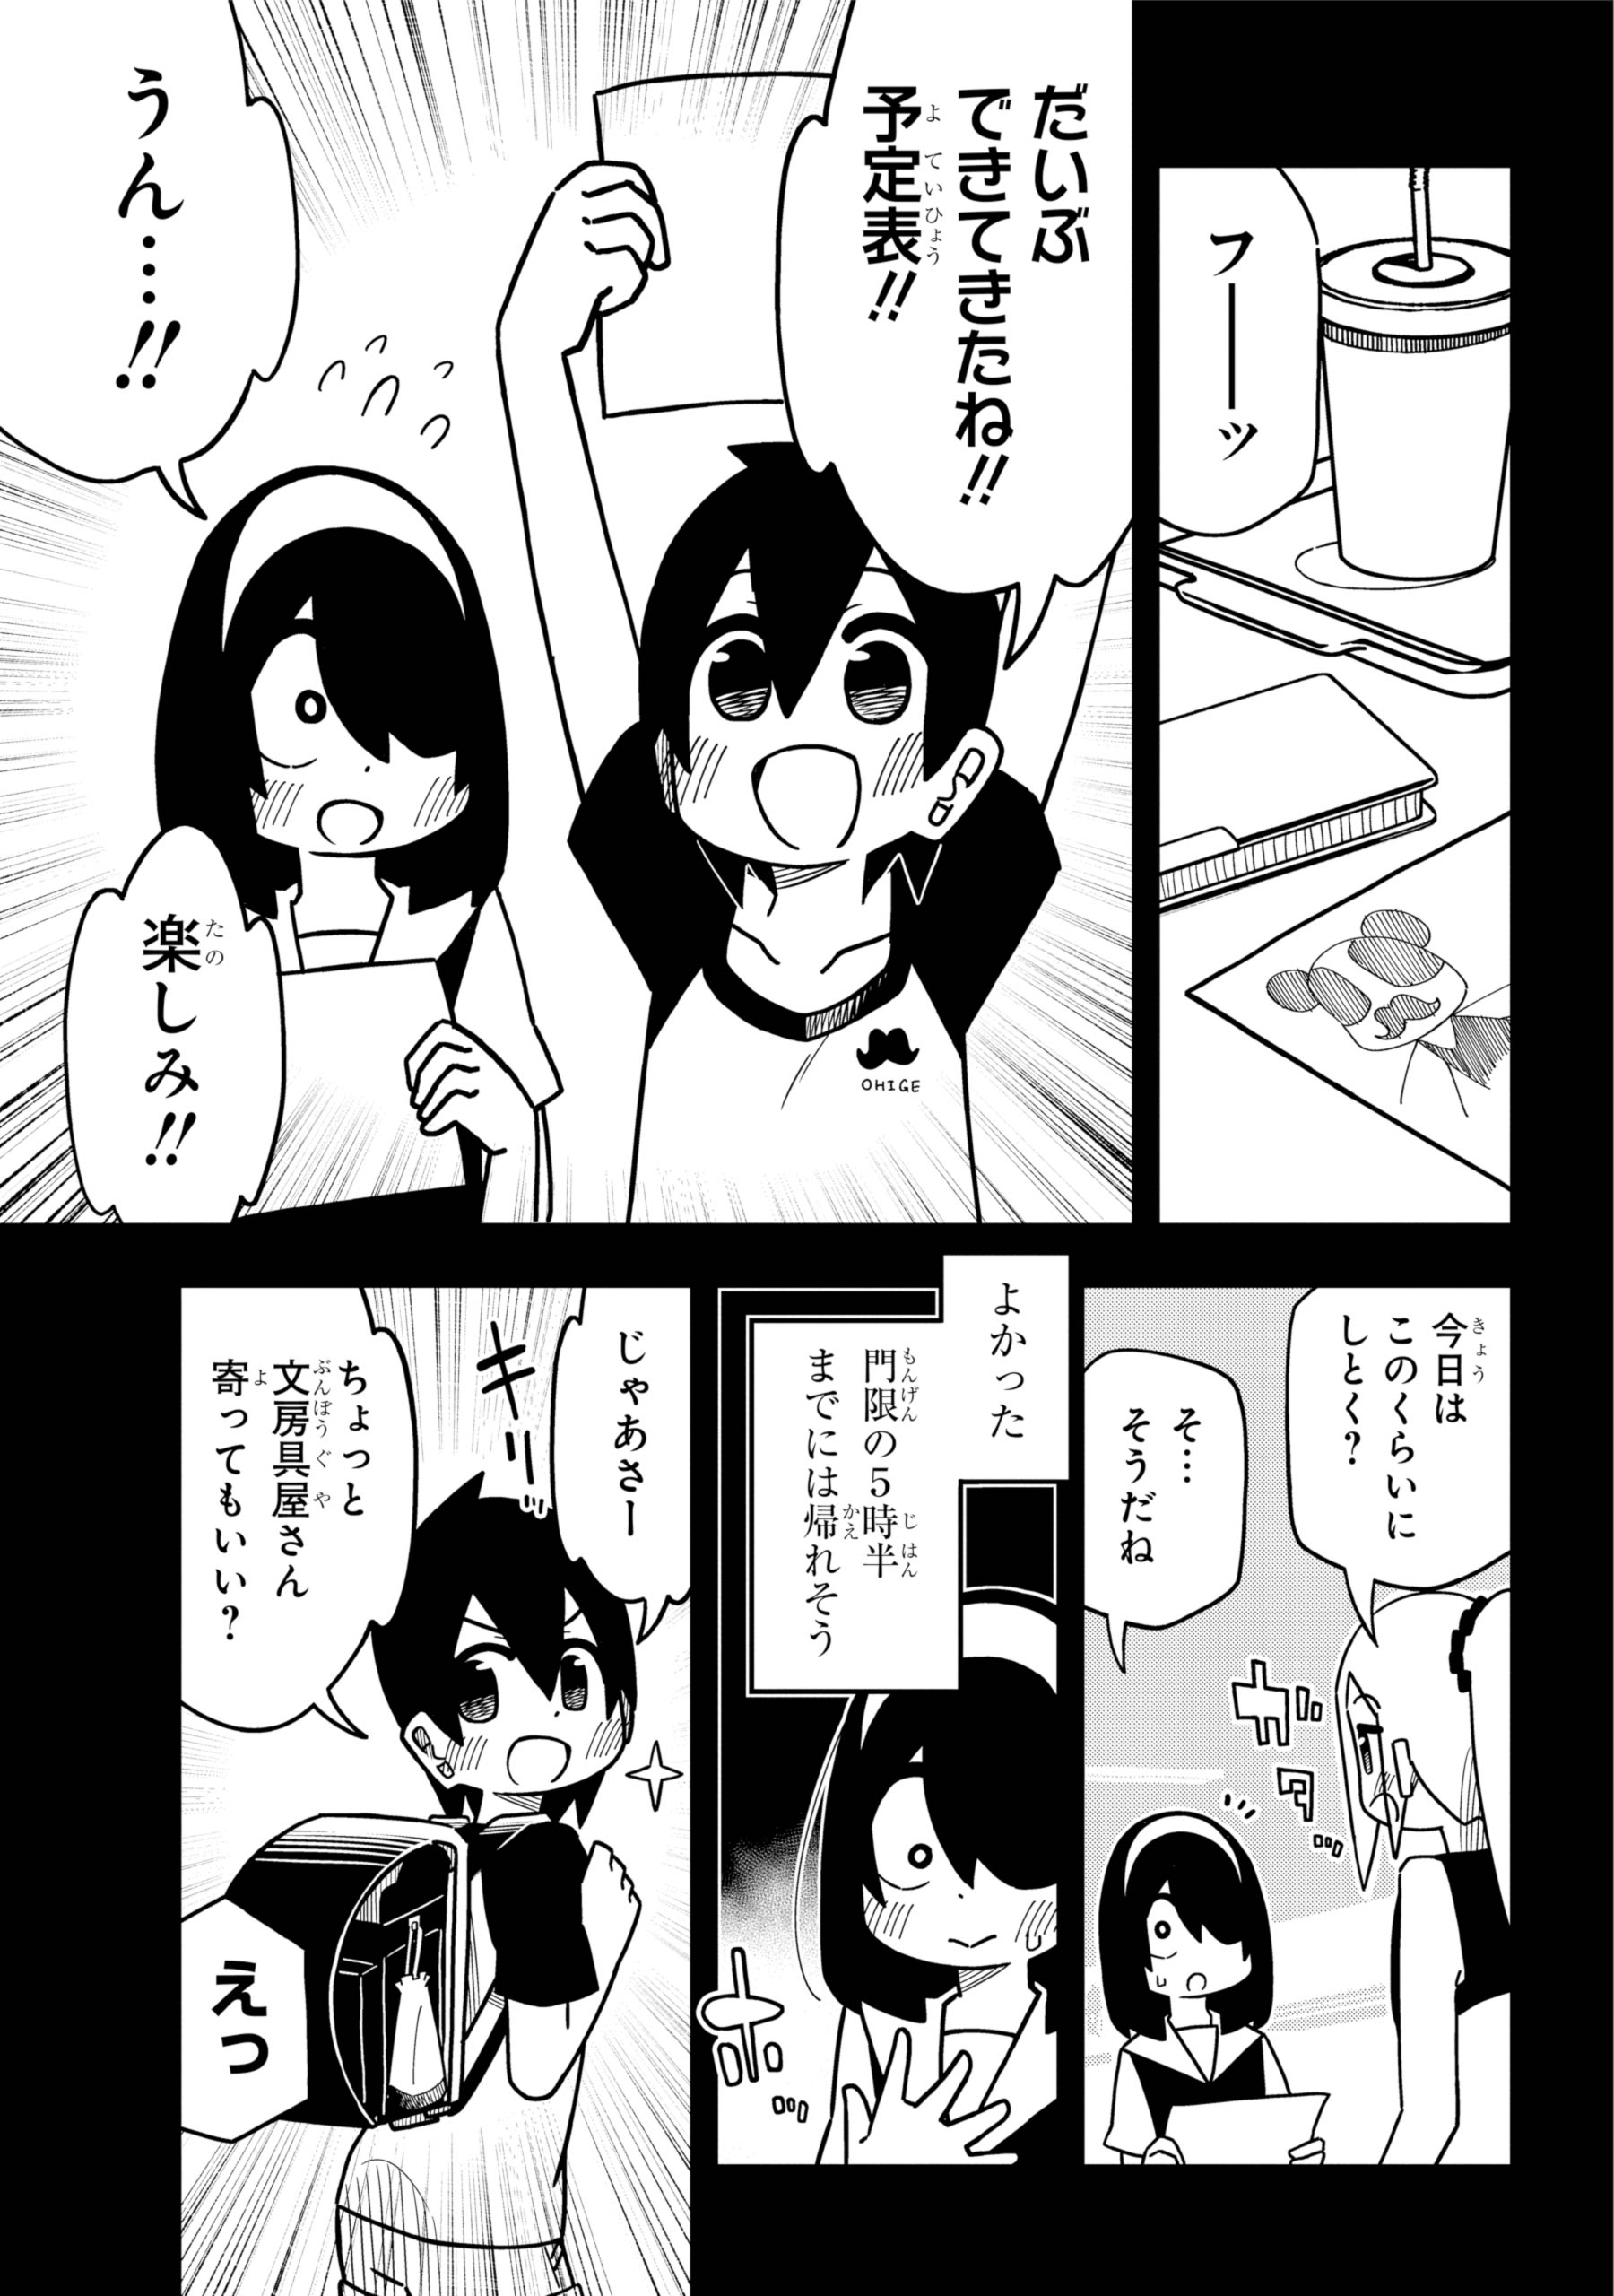 フーッ
だいぶ
できてきたね!!
予定表!!
うん…!!
楽しみ!!
OHIGE
今日は
このくらいに
しとく?
そ…
そうだね
ガタ
よかった
門限の5時半
までには帰れそう
ホ
じゃあさー
キリッ
ちょっと
文房具屋さん
寄ってもいい?
えっ